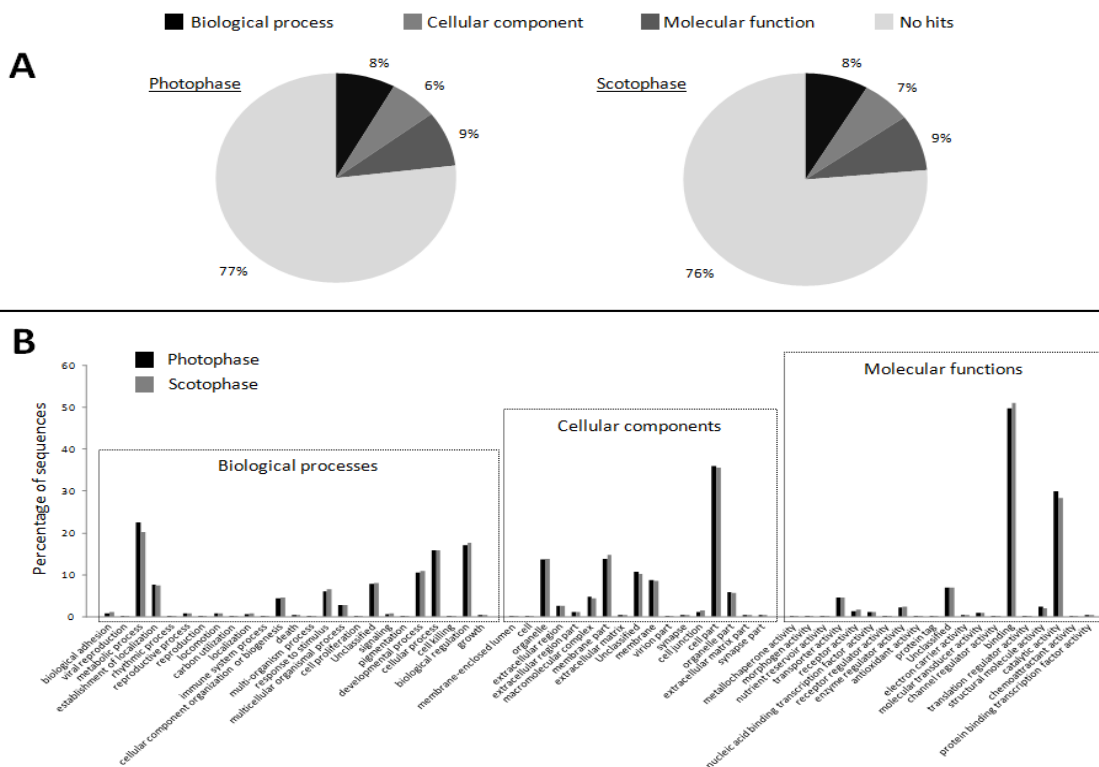 Biological process
Cellular component
Molecular function
No hits
A
Photophase
8%
6%
9%
77%
Scotophase
8%
7%
9%
76%
B
Photophase
Scotophase
Percentage of sequences
60
50
40
30
20
10
0
Biological processes
Cellular components
Molecular functions
biological adhesion
viral reproduction
metabolic process
establishment of localization
rhythmic process
reproductive process
reproduction
locomotion
carbon utilization
localization
immune system process
cellular component organization or biogenesis
death
multi-organism process
response to stimulus
multicellular organismal process
cell proliferation
Unclassified
signaling
pigmentation
developmental process
cellular process
cell killing
biological regulation
growth
membrane-enclosed lumen
cell
organelle
extracellular region
extracellular region part
macromolecular complex
membrane part
extracellular matrix
Unclassified
membrane
virion part
synapse
cell junction
cell part
organelle part
extracellular matrix part
synapse part
metallochaperone activity
morphogen activity
nutrient reservoir activity
transporter activity
receptor activity
nucleic acid binding transcription factor activity
receptor regulator activity
enzyme regulator activity
antioxidant activity
protein tag
Unclassified
electron carrier activity
molecular transducer activity
channel regulator activity
binding
translation regulator activity
structural molecule activity
catalytic activity
chemoattractant activity
protein binding transcription factor activity